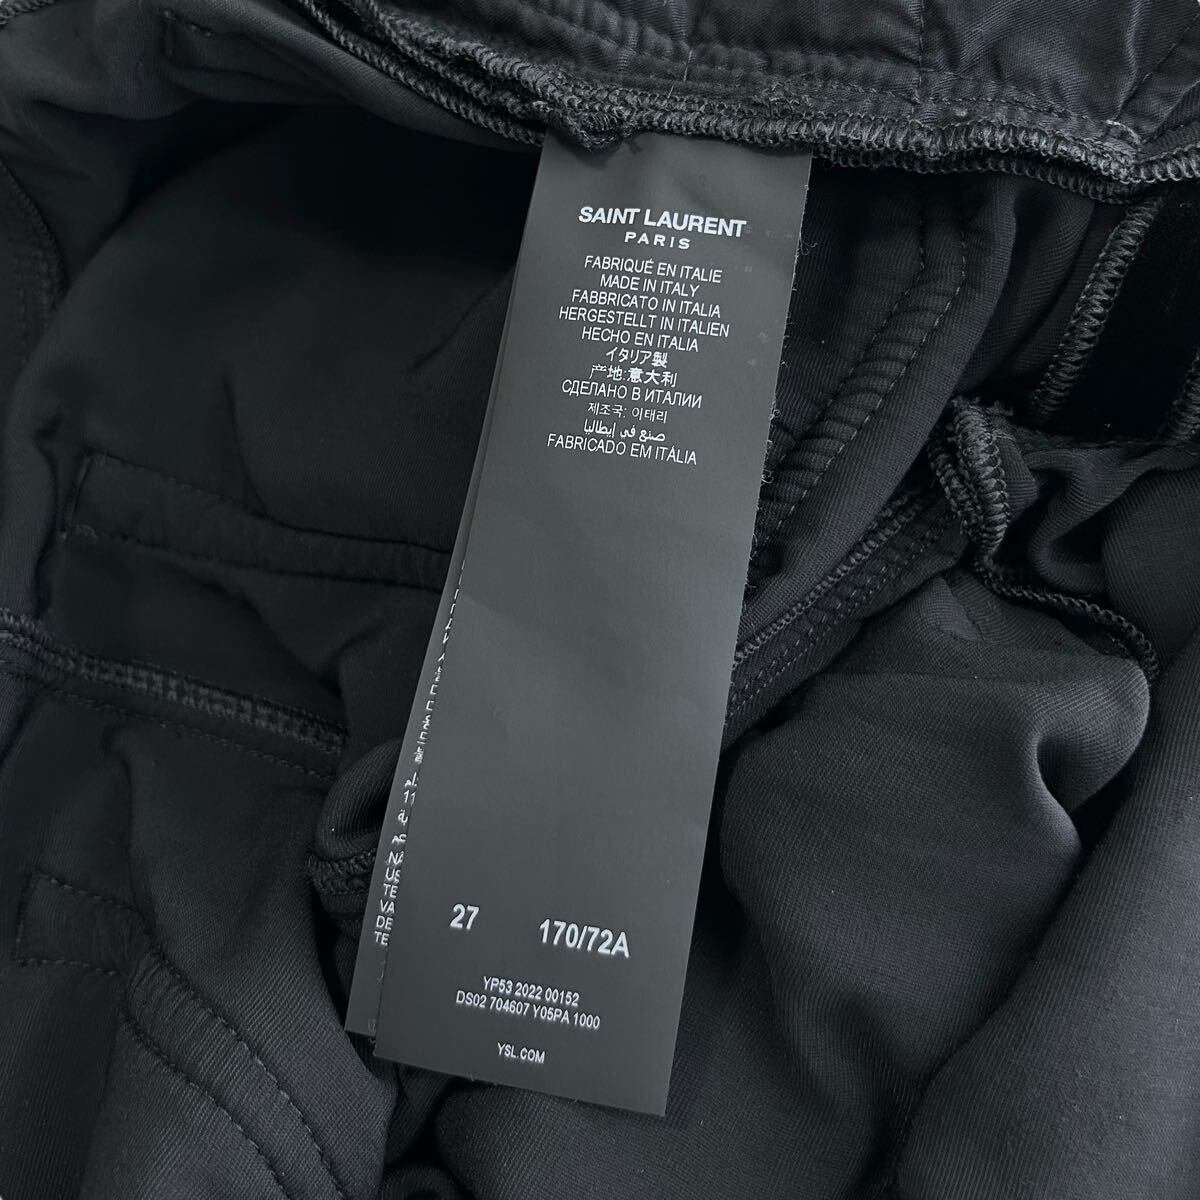 SAINT LAURENT
PARIS
FABRIQUÉ EN ITALIE
MADE IN ITALY
FABBRICATO IN ITALIA
HERGESTELLT IN ITALIEN
HECHO EN ITALIA
イタリア製
产地:意大利
СДЕЛАНО В ИТАЛИИ
제조국: 이태리
صنع في إيطاليا
FABRICADO EM ITÁLIA
27 170/72A
YP53 2022 00152
DS02 704607 Y05PA 1000
YSL.COM